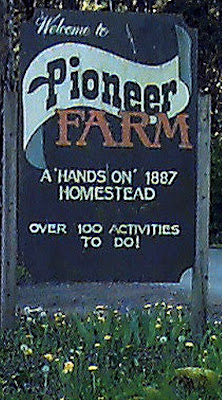 Welcome to
Pioneer
FARM
A 'HANDS ON' 1887
HOMESTEAD
OVER 100 ACTIVITIES
TO DO!